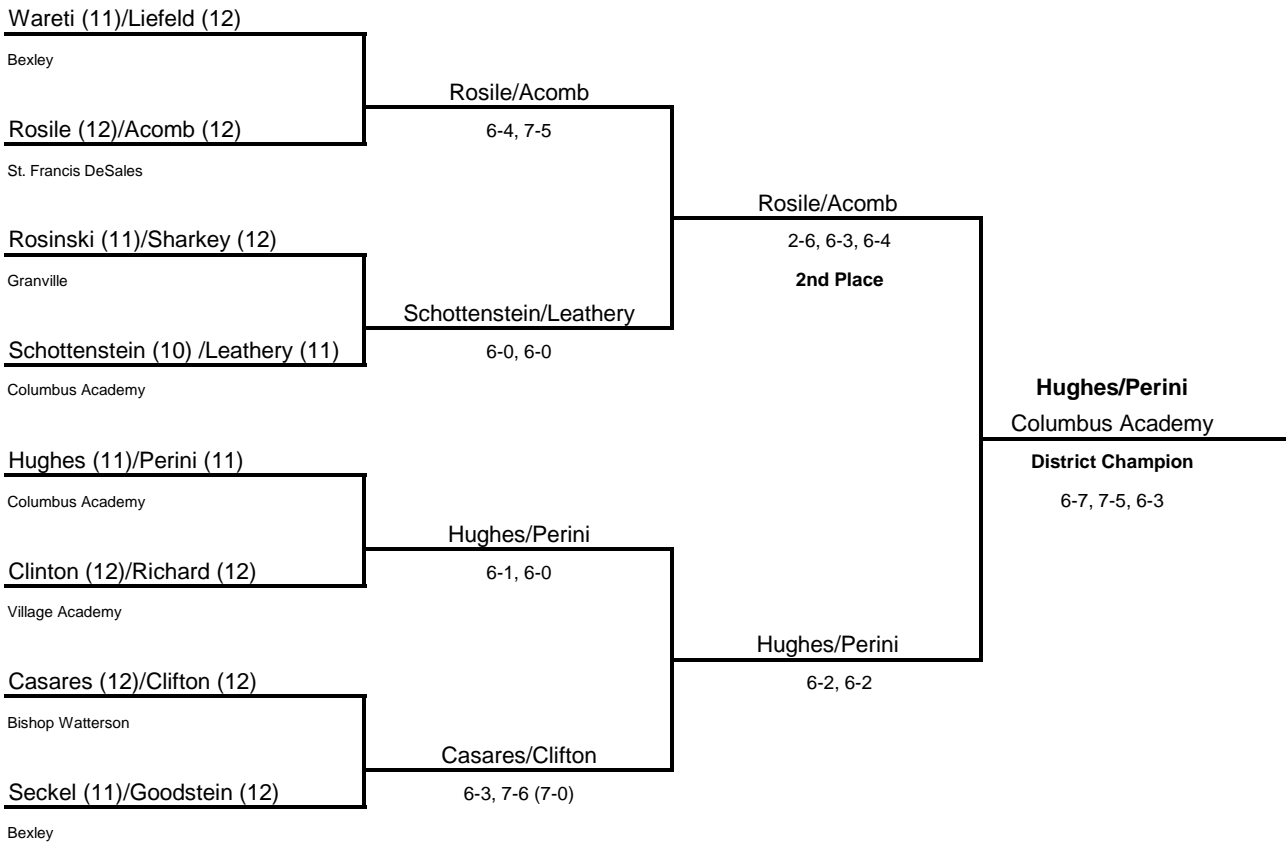 Wareti (11)/Liefeld (12)
Bexley
Rosile/Acomb
Rosile (12)/Acomb (12)
6-4, 7-5
St. Francis DeSales
Rosile/Acomb
Rosinski (11)/Sharkey (12)
2-6, 6-3, 6-4
Granville
2nd Place
Schottenstein/Leathery
Schottenstein (10) /Leathery (11)
6-0, 6-0
Columbus Academy
Hughes/Perini
Columbus Academy
Hughes (11)/Perini (11)
District Champion
Columbus Academy
6-7, 7-5, 6-3
Hughes/Perini
Clinton (12)/Richard (12)
6-1, 6-0
Village Academy
Hughes/Perini
Casares (12)/Clifton (12)
6-2, 6-2
Bishop Watterson
Casares/Clifton
Seckel (11)/Goodstein (12)
6-3, 7-6 (7-0)
Bexley